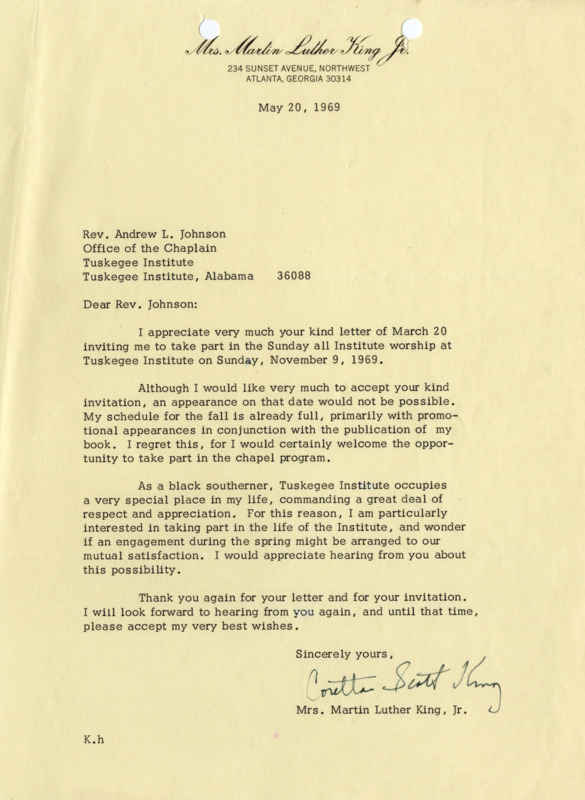 Mrs. Martin Luther King Jr.
234 SUNSET AVENUE, NORTHWEST
ATLANTA, GEORGIA 30314
May 20, 1969
Rev. Andrew L. Johnson
Office of the Chaplain
Tuskegee Institute
Tuskegee Institute, Alabama 36088
Dear Rev. Johnson:
I appreciate very much your kind letter of March 20
inviting me to take part in the Sunday all Institute worship at
Tuskegee Institute on Sunday, November 9, 1969.
Although I would like very much to accept your kind
invitation, an appearance on that date would not be possible.
My schedule for the fall is already full, primarily with promo-
tional appearances in conjunction with the publication of my
book. I regret this, for I would certainly welcome the oppor-
tunity to take part in the chapel program.
As a black southerner, Tuskegee Institute occupies
a very special place in my life, commanding a great deal of
respect and appreciation. For this reason, I am particularly
interested in taking part in the life of the Institute, and wonder
if an engagement during the spring might be arranged to our
mutual satisfaction. I would appreciate hearing from you about
this possibility.
Thank you again for your letter and for your invitation.
I will look forward to hearing from you again, and until that time,
please accept my very best wishes.
Sincerely yours,
Coretta Scott King
Mrs. Martin Luther King, Jr.
K.h